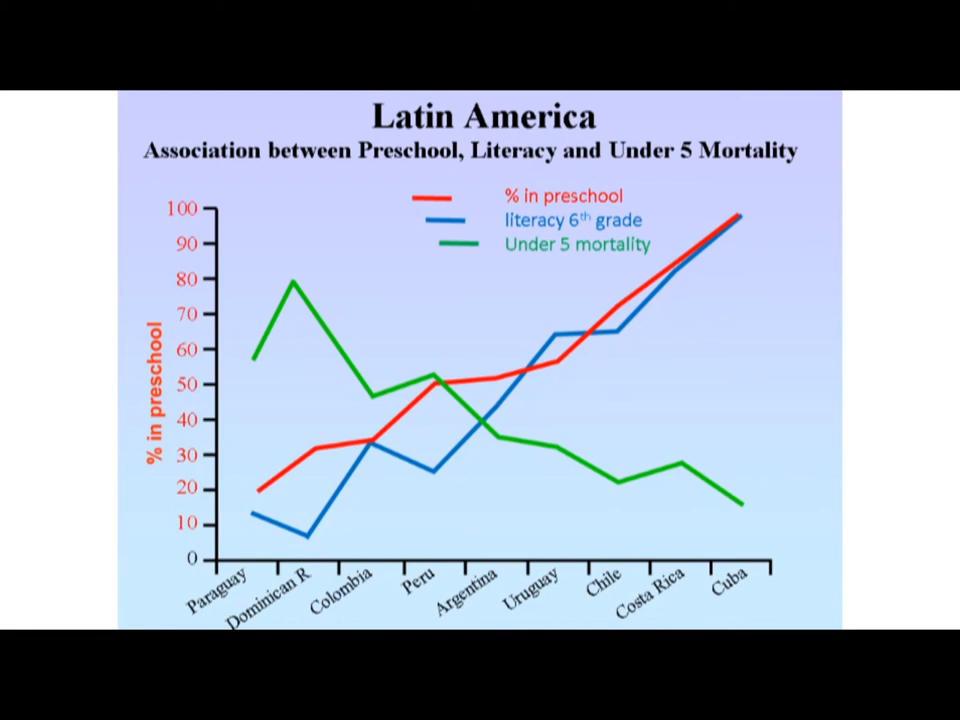 Latin America
Association between Preschool, Literacy and Under 5 Mortality
% in preschool
literacy 6th grade
Under 5 mortality
100
90
80
70
60
50
40
30
20
10
0
% in preschool
Paraguay
Dominican R
Colombia
Peru
Argentina
Uruguay
Chile
Costa Rica
Cuba